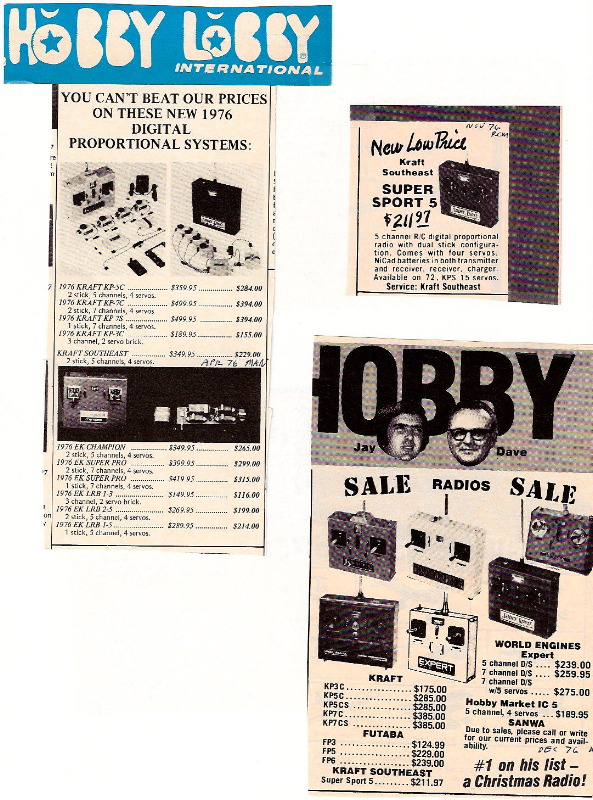 HOBBY LOBBY
INTERNATIONAL
YOU CAN'T BEAT OUR PRICES
ON THESE NEW 1976
DIGITAL
PROPORTIONAL SYSTEMS:
1976 KRAFT KP-5C $359.95 $284.00
2 stick, 5 channels, 4 servos.
1976 KRAFT KP-7C $499.95 $394.00
2 stick, 7 channels, 4 servos
1976 KRAFT KP 7S $499.95 $394.00
1 stick, 7 channels, 4 servos.
1976 KRAFT KP-3C $189.95 $155.00
3 channel, 2 servo brick.
KRAFT SOUTHEAST $349.95 $229.00
2 stick, 5 channels, 4 servos.
APR 76 MAN
1976 EK CHAMPION $349.95 $265.00
2 stick, 5 channels, 4 servos.
1976 EK SUPER PRO $399.95 $299.00
2 stick, 7 channels, 4 servos.
1976 EK SUPER PRO $419.95 $315.00
1 stick, 7 channels, 4 servos.
1976 EK LRB 1-3 $149.95 $116.00
3 channel, 2 servo brick.
1976 EK LRB 2-5 $269.95 $199.00
2 stick, 5 channels, 4 servos.
1976 EK LRB 1-5 $289.95 $214.00
1 stick, 5 channels, 4 servos.
NOV 76
RCM
New Low Price
Kraft
Southeast
SUPER
SPORT 5
$211.97
5 channel R/C digital proportional
radio with dual stick configura-
tion. Comes with four servos,
NiCad batteries in both transmitter
and receiver, receiver, charger.
Available on 72, KPS 15 servos.
Service: Kraft Southeast
HOBBY
Jay
Dave
SALE RADIOS SALE
EXPERT
KRAFT
KP3C $175.00
KP5C $285.00
KP5CS $285.00
KP7C $385.00
KP7CS $385.00
FUTABA
FP3 $124.99
FP5 $229.00
FP6 $239.00
KRAFT SOUTHEAST
Super Sport 5 $211.97
WORLD ENGINES
Expert
5 channel D/S .... $239.00
7 channel D/S .... $259.95
7 channel D/S
w/5 servos ..... $275.00
Hobby Market IC 5
5 channel, 4 servos ... $189.95
SANWA
Due to sales, please call or write
for our current prices and avail-
ability.
DEC 76
#1 on his list –
a Christmas Radio!